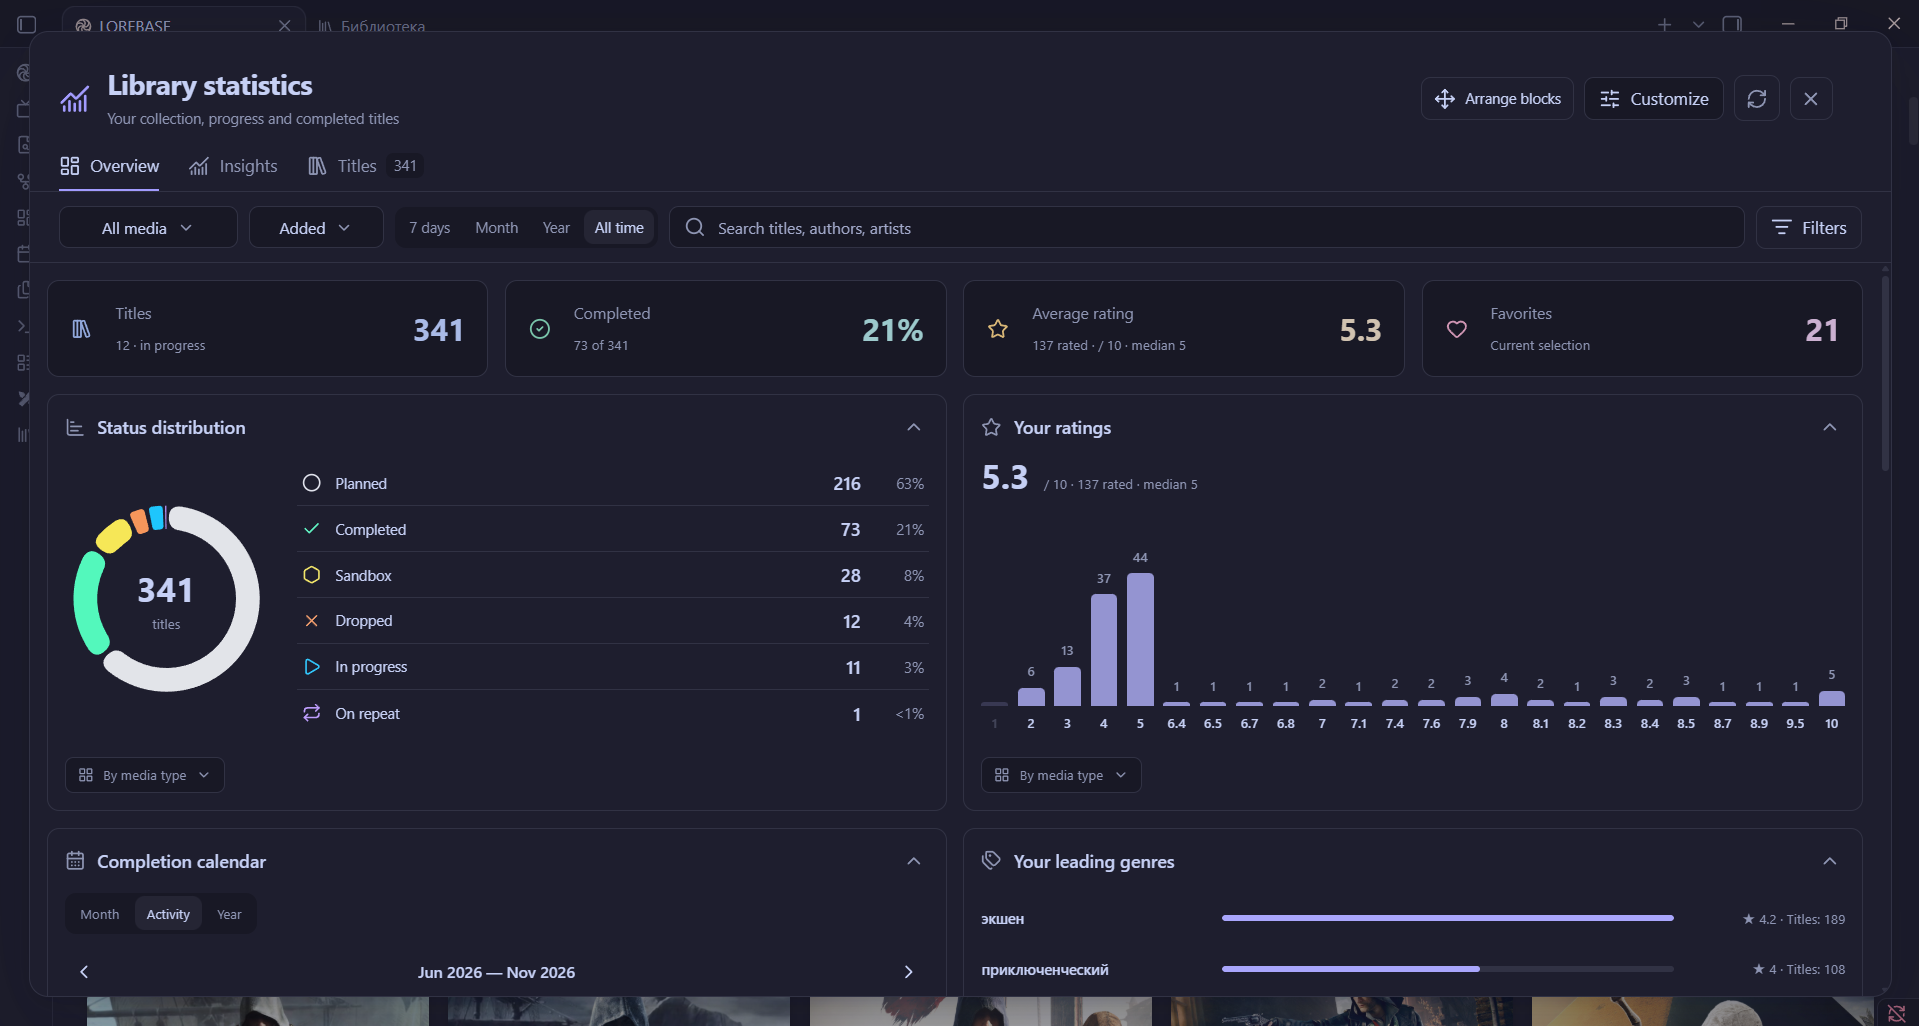 LOREBASE
Библиотека
Library statistics
Your collection, progress and completed titles
Arrange blocks
Customize
Overview
Insights
Titles 341
All media
Added
7 days
Month
Year
All time
Search titles, authors, artists
Filters
Titles
12 · in progress
341
Completed
73 of 341
21%
Average rating
137 rated · / 10 · median 5
5.3
Favorites
Current selection
21
Status distribution
341
titles
Planned 216 63%
Completed 73 21%
Sandbox 28 8%
Dropped 12 4%
In progress 11 3%
On repeat 1 <1%
By media type
Your ratings
5.3 / 10 · 137 rated · median 5
6 13 37 44 1 1 1 1 2 1 2 2 3 4 2 1 3 2 3 1 1 1 5
1 2 3 4 5 6.4 6.5 6.7 6.8 7 7.1 7.4 7.6 7.9 8 8.1 8.2 8.3 8.4 8.5 8.7 8.9 9.5 10
By media type
Completion calendar
Month
Activity
Year
Jun 2026 — Nov 2026
Your leading genres
экшен ★ 4.2 · Titles: 189
приключенческий ★ 4 · Titles: 108